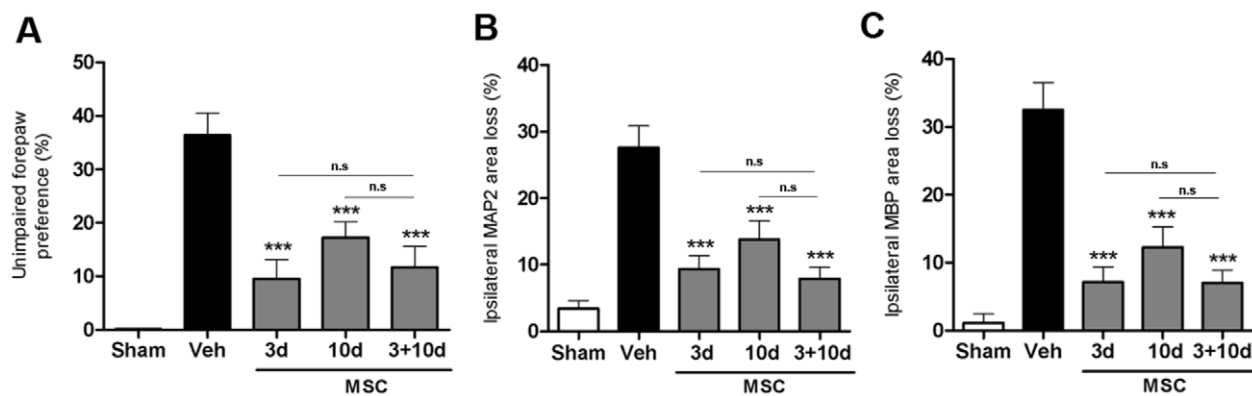 A
Unimpaired forepaw
preference (%)
50
40
30
20
10
0
n.s
n.s
***
***
***
Sham
Veh
3d
10d
3+10d
MSC
B
Ipsilateral MAP2 area loss (%)
40
30
20
10
0
n.s
n.s
***
***
***
Sham
Veh
3d
10d
3+10d
MSC
C
Ipsilateral MBP area loss (%)
40
30
20
10
0
n.s
n.s
***
***
***
Sham
Veh
3d
10d
3+10d
MSC